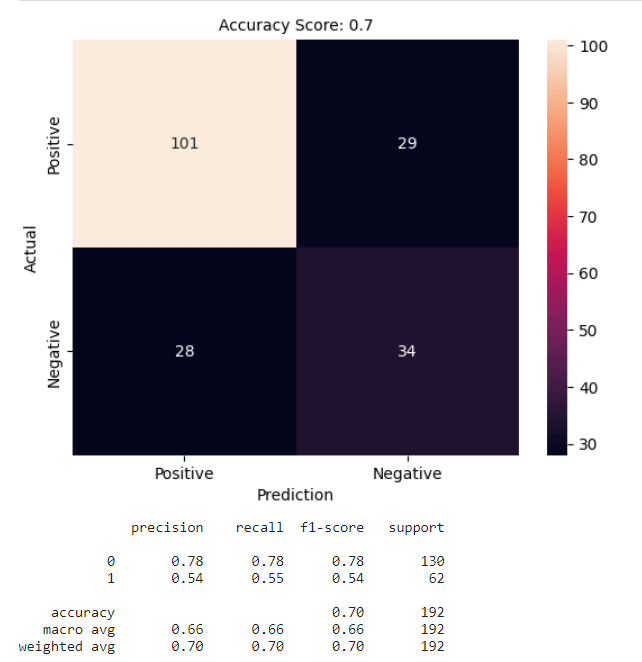 Accuracy Score: 0.7
100
90
80
70
60
50
40
30
Actual
Positive
Negative
101 29
28 34
Positive Negative
Prediction
precision recall f1-score support
0 0.78 0.78 0.78 130
1 0.54 0.55 0.54 62
accuracy 0.70 192
macro avg 0.66 0.66 0.66 192
weighted avg 0.70 0.70 0.70 192